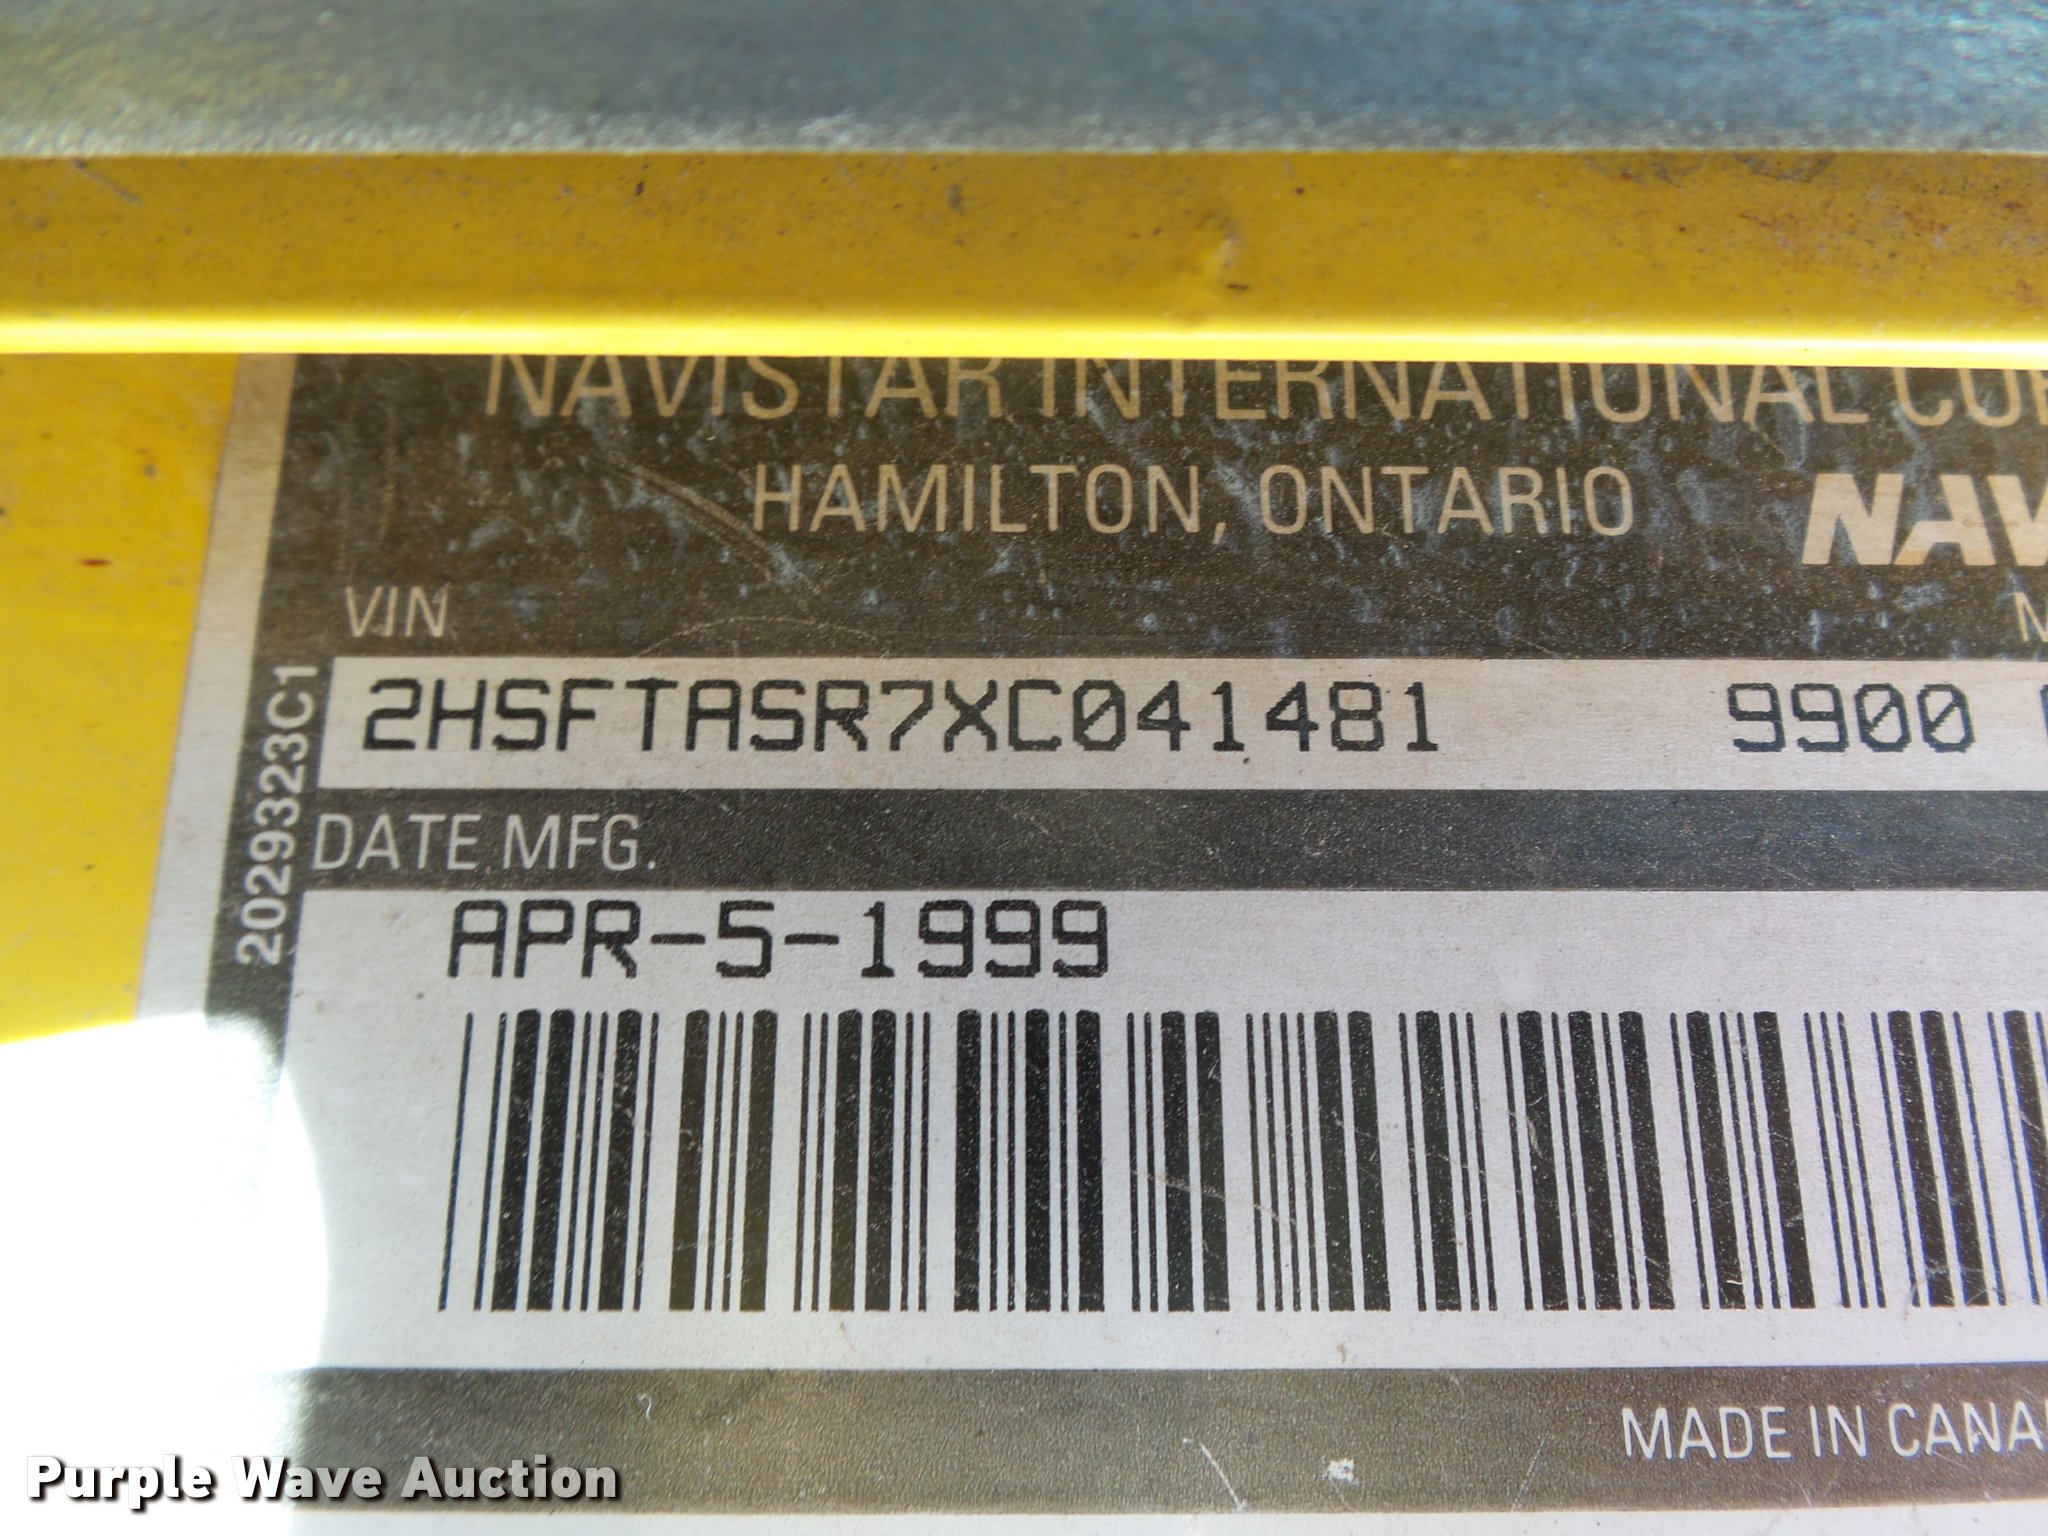 NAVISTAR INTERNATIONAL COR
HAMILTON, ONTARIO
NAV
VIN
M
2HSFTASR7XC041481 9900
2029323C1
DATE MFG.
APR-5-1999
MADE IN CANA
Purple Wave Auction